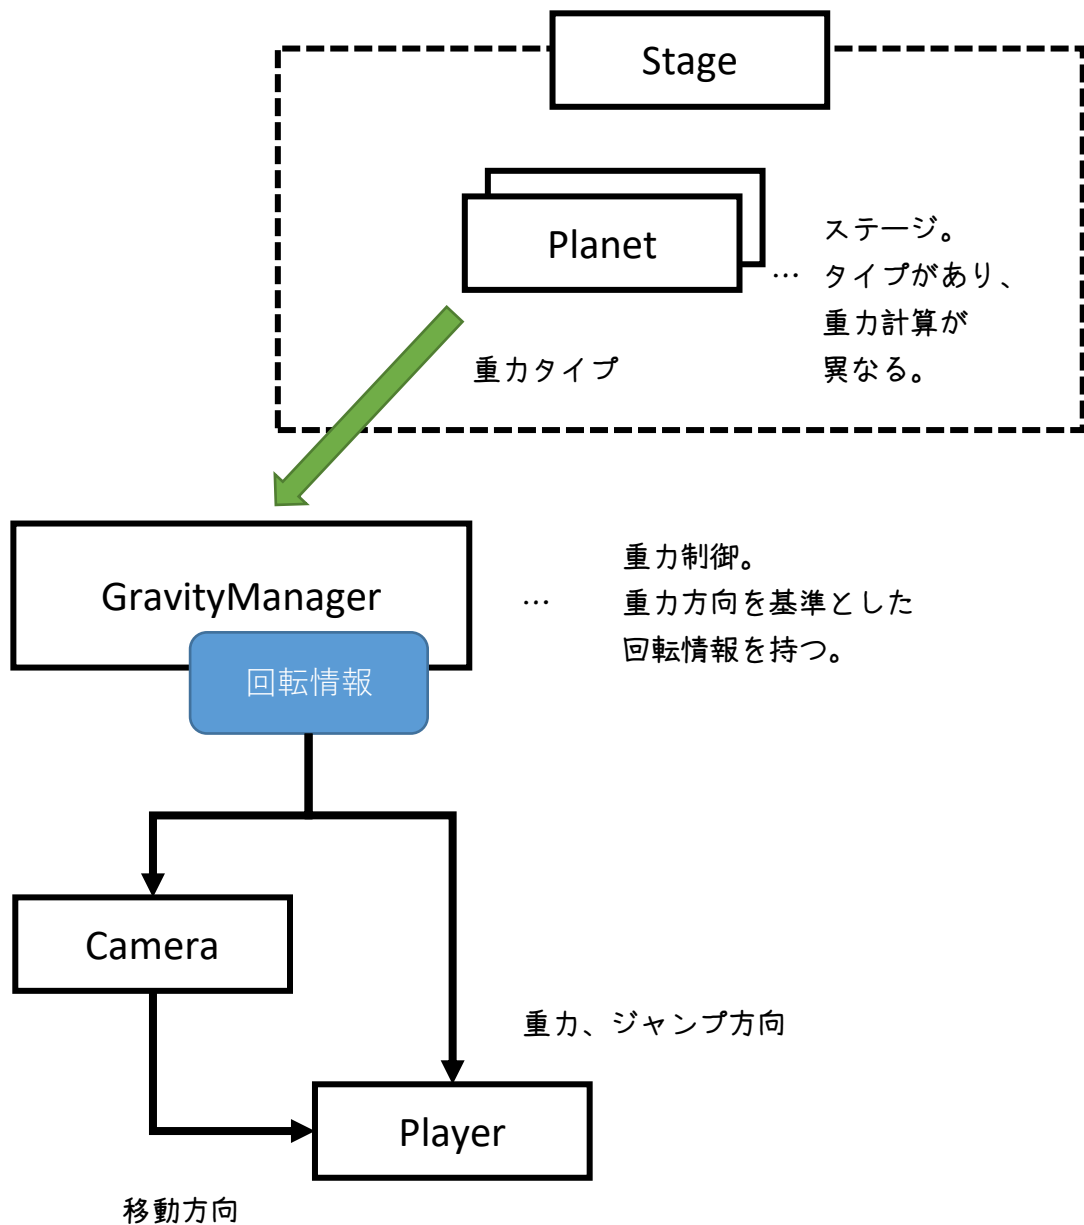 Stage
Planet
…
ステージ。
タイプがあり、
重力計算が
異なる。
重力タイプ
GravityManager
…
重力制御。
重力方向を基準とした
回転情報を持つ。
回転情報
Camera
重力、ジャンプ方向
Player
移動方向